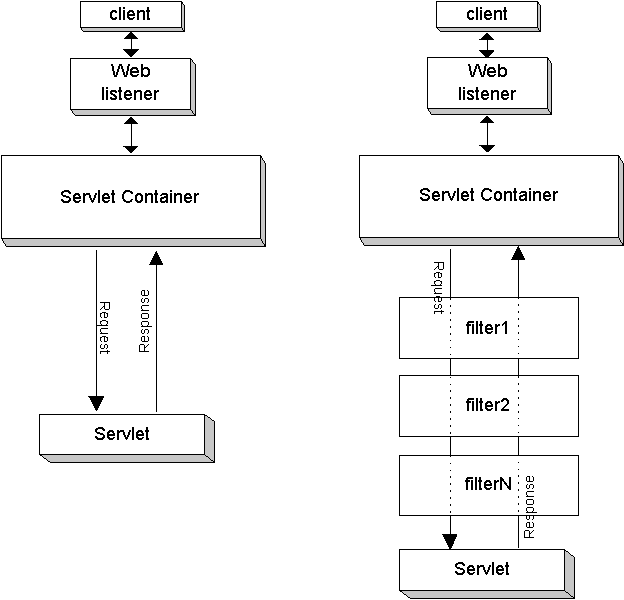 client
Web
listener
Servlet Container
Request
Response
Servlet
client
Web
listener
Servlet Container
Request
filter1
filter2
filterN
Response
Servlet